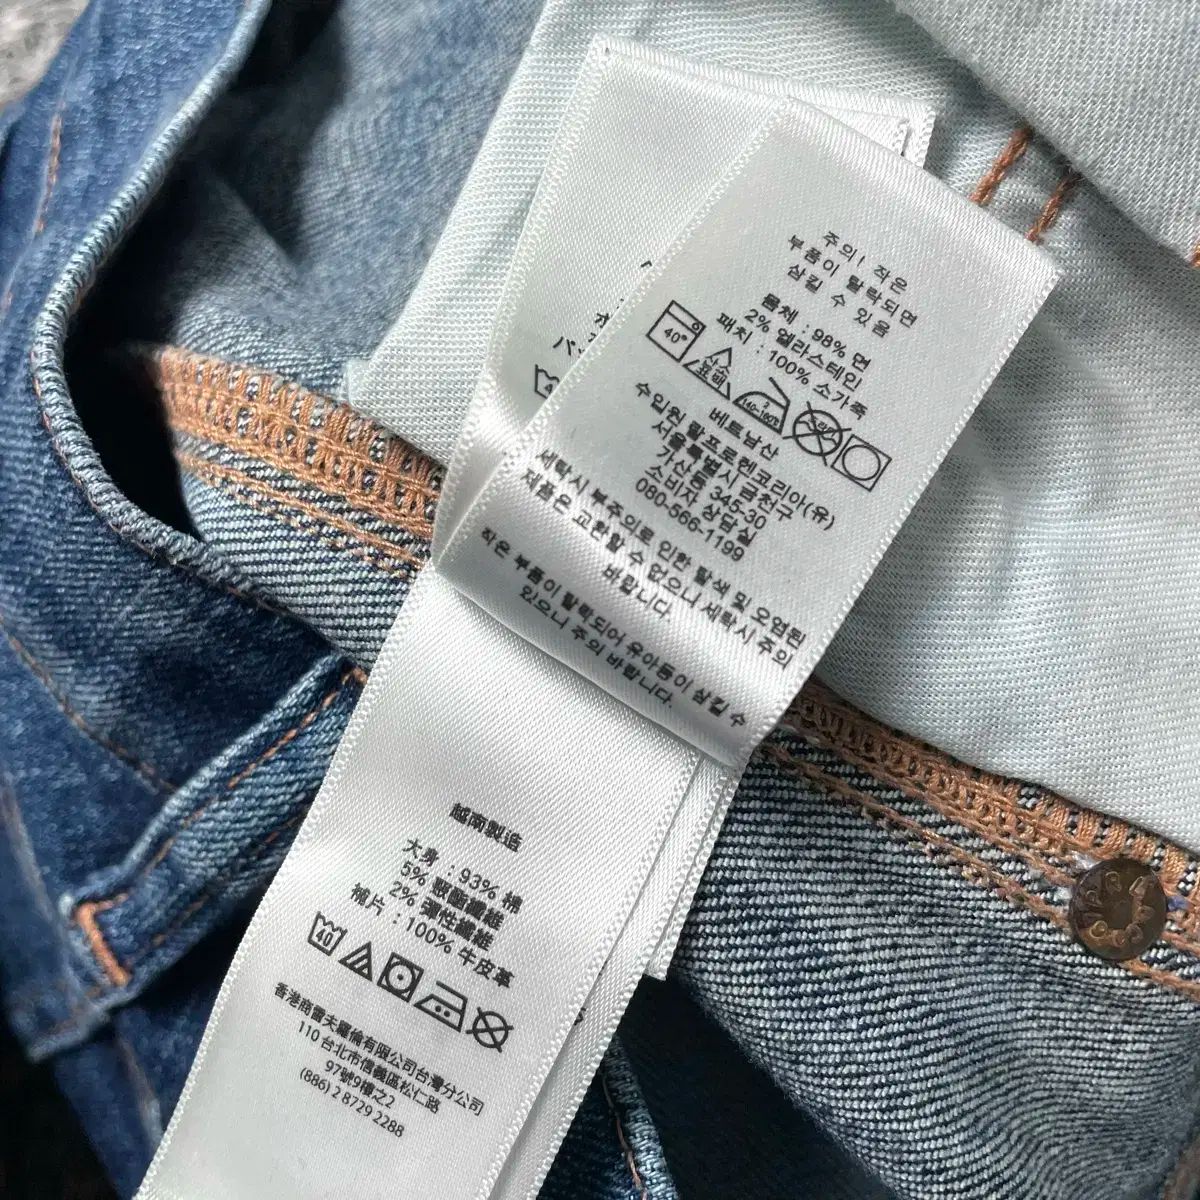 주의! 작은
부품이 탈락되면
삼킬 수 있음
몸체 : 98% 면
2% 엘라스테인
패치 : 100% 소가죽
40°
산소
표백
140-160℃
드라이
베트남산
수입원 랄프로렌코리아(유)
서울특별시 금천구
가산동 345-30
소비자 상담실
080-566-1199
세탁시 부주의로 인한 탈색 및 오염된
제품은 교환할 수 없으니 세탁시 주의
바랍니다.
작은 부품이 탈락되어 유아동이 삼킬 수
있으니 주의 바랍니다.
越南製造
大身 : 93% 棉
5% 聚酯纖維
2% 彈性纖維
補片 : 100% 牛皮革
40
香港商雷夫羅倫有限公司台灣分公司
110 台北市信義區松仁路
97號9樓之2
(886) 2 8729 2288